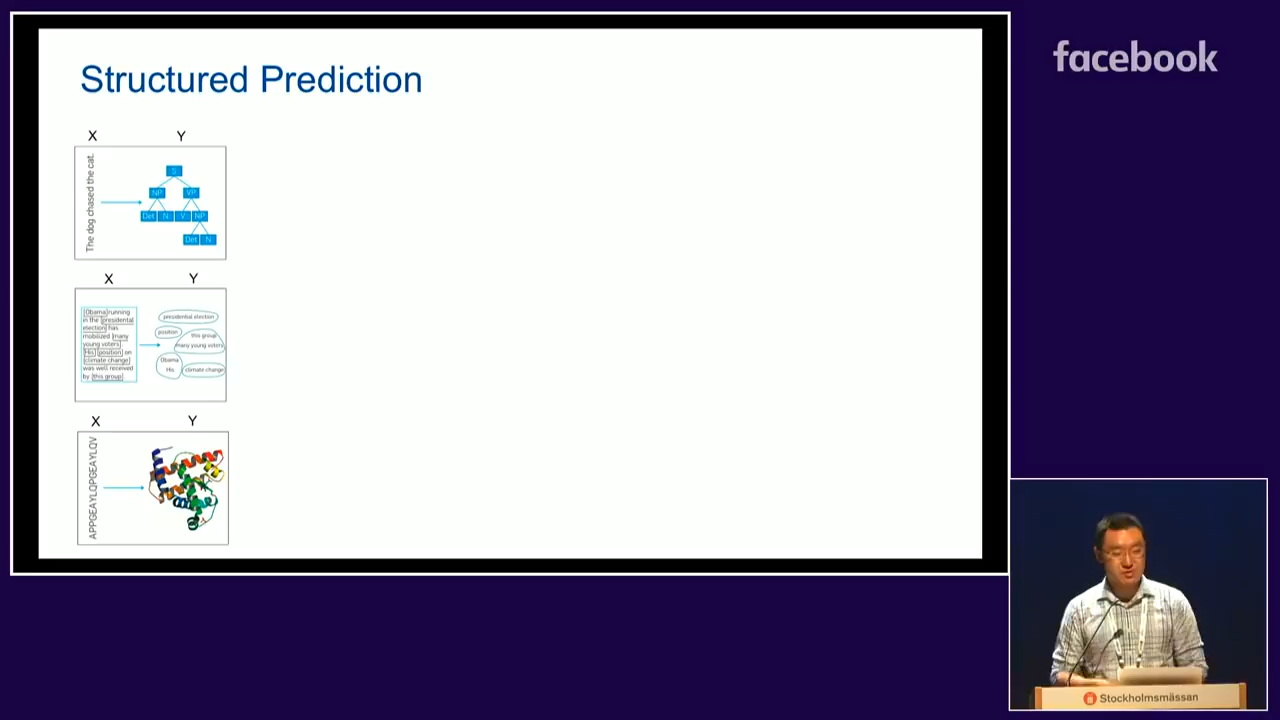 Structured Prediction
facebook
X Y
The dog chased the cat.
S
NP VP
Det N V NP
Det N
X Y
Obama running
in the presidential
election has
mobilized many
young voters.
His position on
climate change
was well received
by this group
presidential election
position
this group
many young voters
Obama
His
climate change
X Y
APPGEAYLQPGEAYLQV
Stockholmsmässan